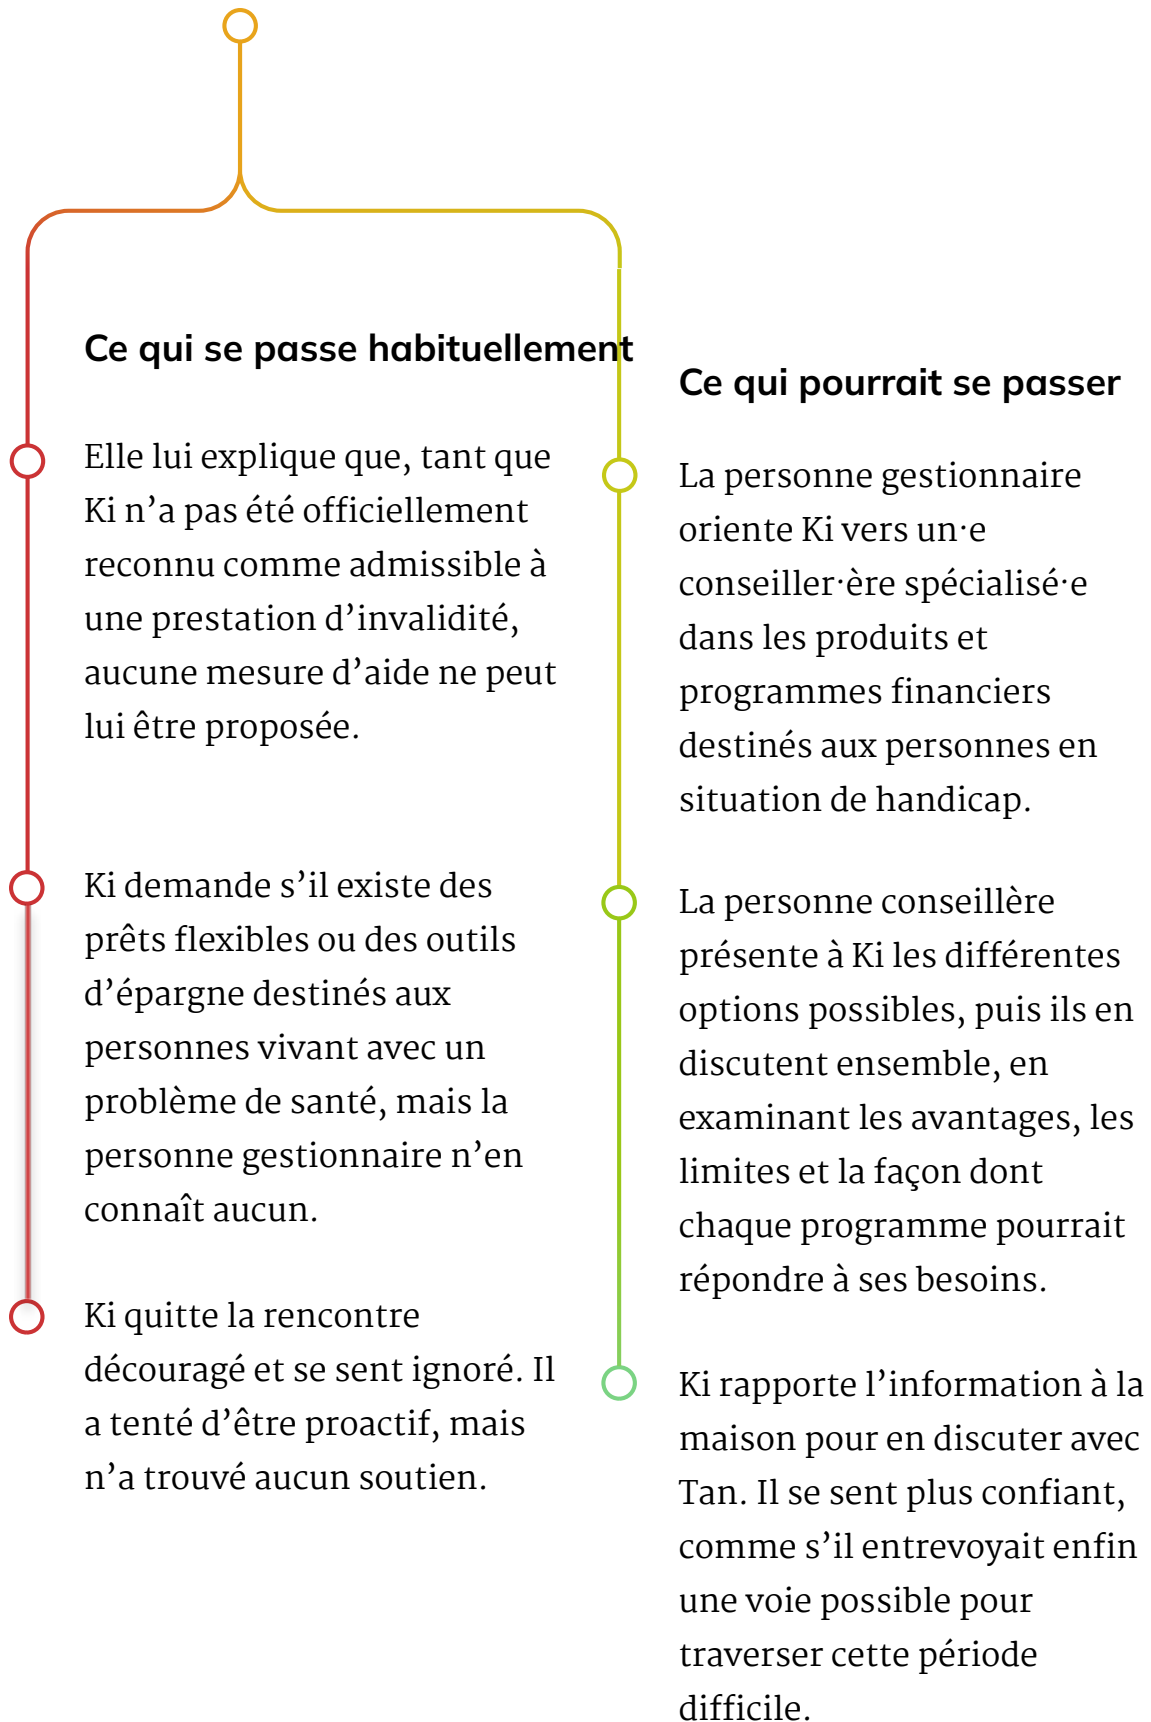 Ce qui se passe habituellement
Elle lui explique que, tant que
Ki n’a pas été officiellement
reconnu comme admissible à
une prestation d’invalidité,
aucune mesure d’aide ne peut
lui être proposée.
Ki demande s’il existe des
prêts flexibles ou des outils
d’épargne destinés aux
personnes vivant avec un
problème de santé, mais la
personne gestionnaire n’en
connaît aucun.
Ki quitte la rencontre
découragé et se sent ignoré. Il
a tenté d’être proactif, mais
n’a trouvé aucun soutien.
Ce qui pourrait se passer
La personne gestionnaire
oriente Ki vers un·e
conseiller·ère spécialisé·e
dans les produits et
programmes financiers
destinés aux personnes en
situation de handicap.
La personne conseillère
présente à Ki les différentes
options possibles, puis ils en
discutent ensemble, en
examinant les avantages, les
limites et la façon dont
chaque programme pourrait
répondre à ses besoins.
Ki rapporte l’information à la
maison pour en discuter avec
Tan. Il se sent plus confiant,
comme s’il entrevoyait enfin
une voie possible pour
traverser cette période
difficile.